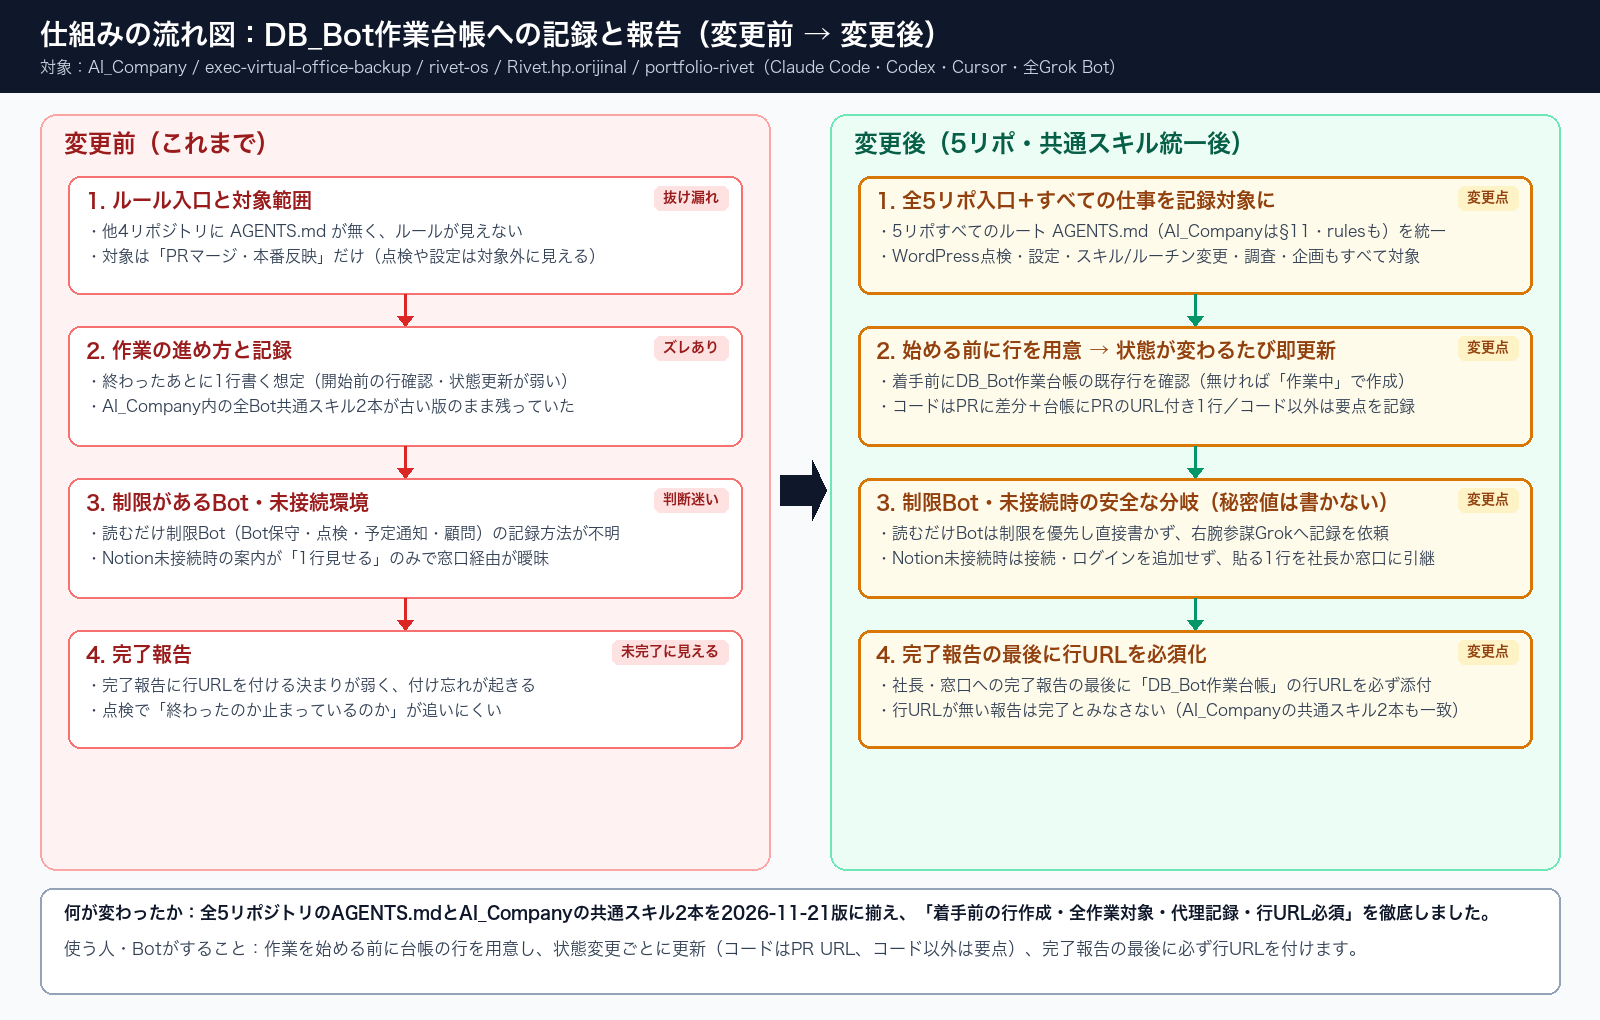 仕組みの流れ図：DB_Bot作業台帳への記録と報告（変更前 → 変更後）
対象：AI_Company / exec-virtual-office-backup / rivet-os / Rivet.hp.orijinal / portfolio-rivet（Claude Code・Codex・Cursor・全Grok Bot）
変更前（これまで）
1. ルール入口と対象範囲
抜け漏れ
・他4リポジトリに AGENTS.md が無く、ルールが見えない
・対象は「PRマージ・本番反映」だけ（点検や設定は対象外に見える）
2. 作業の進め方と記録
ズレあり
・終わったあとに1行書く想定（開始前の行確認・状態更新が弱い）
・AI_Company内の全Bot共通スキル2本が古い版のまま残っていた
3. 制限があるBot・未接続環境
判断迷い
・読むだけ制限Bot（Bot保守・点検・予定通知・顧問）の記録方法が不明
・Notion未接続時の案内が「1行見せる」のみで窓口経由が曖昧
4. 完了報告
未完了に見える
・完了報告に行URLを付ける決まりが弱く、付け忘れが起きる
・点検で「終わったのか止まっているのか」が追いにくい
変更後（5リポ・共通スキル統一後）
1. 全5リポ入口＋すべての仕事を記録対象に
変更点
・5リポすべてのルート AGENTS.md（AI_Companyは§11・rulesも）を統一
・WordPress点検・設定・スキル/ルーチン変更・調査・企画もすべて対象
2. 始める前に行を用意 → 状態が変わるたび即更新
変更点
・着手前にDB_Bot作業台帳の既存行を確認（無ければ「作業中」で作成）
・コードはPRに差分＋台帳にPRのURL付き1行／コード以外は要点を記録
3. 制限Bot・未接続時の安全な分岐（秘密値は書かない）
変更点
・読むだけBotは制限を優先し直接書かず、右腕参謀Grokへ記録を依頼
・Notion未接続時は接続・ログインを追加せず、貼る1行を社長か窓口に引継
4. 完了報告の最後に行URLを必須化
変更点
・社長・窓口への完了報告の最後に「DB_Bot作業台帳」の行URLを必ず添付
・行URLが無い報告は完了とみなさない（AI_Companyの共通スキル2本も一致）
何が変わったか：全5リポジトリのAGENTS.mdとAI_Companyの共通スキル2本を2026-11-21版に揃え、「着手前の行作成・全作業対象・代理記録・行URL必須」を徹底しました。
使う人・Botがすること：作業を始める前に台帳の行を用意し、状態変更ごとに更新（コードはPR URL、コード以外は要点）、完了報告の最後に必ず行URLを付けます。